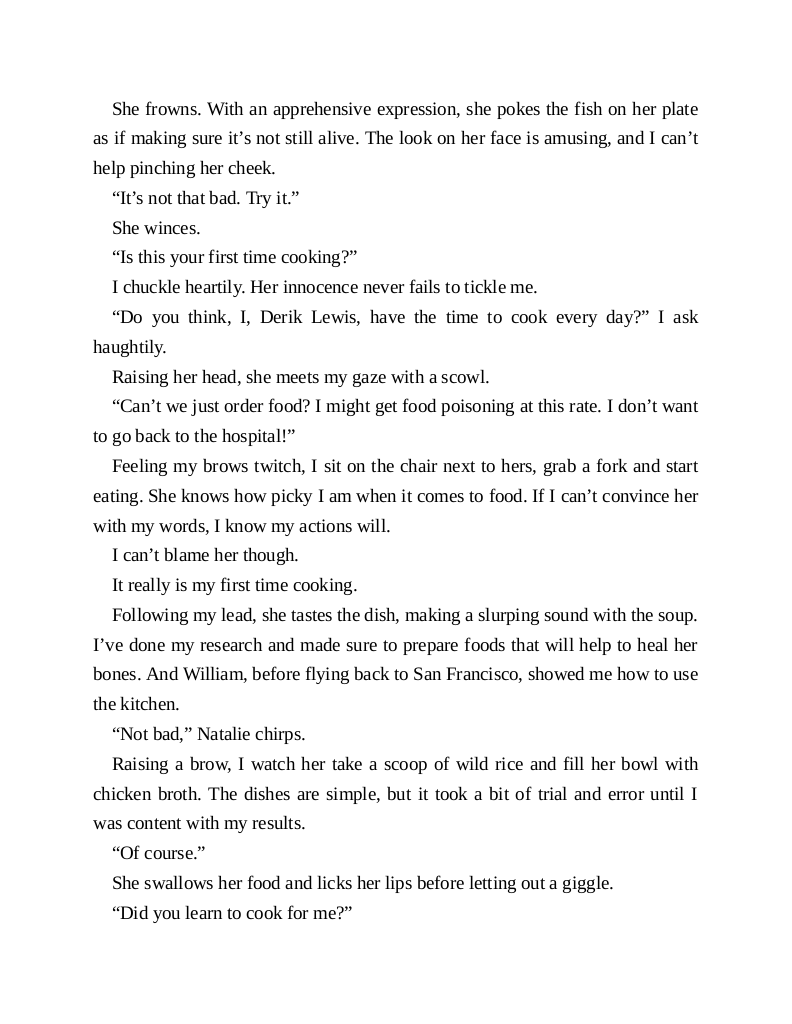 She frowns. With an apprehensive expression, she pokes the fish on her plate
as if making sure it’s not still alive. The look on her face is amusing, and I can’t
help pinching her cheek.
“It’s not that bad. Try it.”
She winces.
“Is this your first time cooking?”
I chuckle heartily. Her innocence never fails to tickle me.
“Do you think, I, Derik Lewis, have the time to cook every day?” I ask
haughtily.
Raising her head, she meets my gaze with a scowl.
“Can’t we just order food? I might get food poisoning at this rate. I don’t want
to go back to the hospital!”
Feeling my brows twitch, I sit on the chair next to hers, grab a fork and start
eating. She knows how picky I am when it comes to food. If I can’t convince her
with my words, I know my actions will.
I can’t blame her though.
It really is my first time cooking.
Following my lead, she tastes the dish, making a slurping sound with the soup.
I’ve done my research and made sure to prepare foods that will help to heal her
bones. And William, before flying back to San Francisco, showed me how to use
the kitchen.
“Not bad,” Natalie chirps.
Raising a brow, I watch her take a scoop of wild rice and fill her bowl with
chicken broth. The dishes are simple, but it took a bit of trial and error until I
was content with my results.
“Of course.”
She swallows her food and licks her lips before letting out a giggle.
“Did you learn to cook for me?”